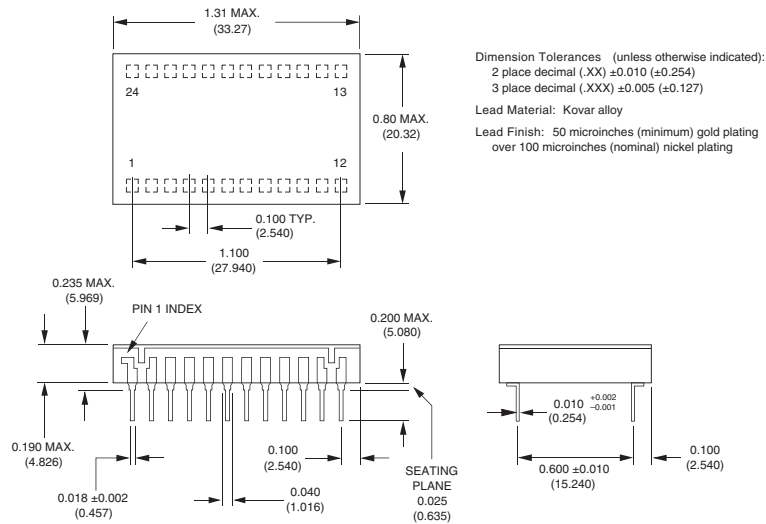 1.31 MAX.
(33.27)
Dimension Tolerances (unless otherwise indicated):
2 place decimal (.XX) ±0.010 (±0.254)
3 place decimal (.XXX) ±0.005 (±0.127)
Lead Material: Kovar alloy
Lead Finish: 50 microinches (minimum) gold plating
over 100 microinches (nominal) nickel plating
24
13
0.80 MAX.
(20.32)
1
12
0.100 TYP.
(2.540)
1.100
(27.940)
0.235 MAX.
(5.969)
PIN 1 INDEX
0.200 MAX.
(5.080)
0.010 +0.002 −0.001
(0.254)
0.190 MAX.
(4.826)
0.100
(2.540)
SEATING
PLANE
0.025
(0.635)
0.600 ±0.010
(15.240)
0.100
(2.540)
0.018 ±0.002
(0.457)
0.040
(1.016)